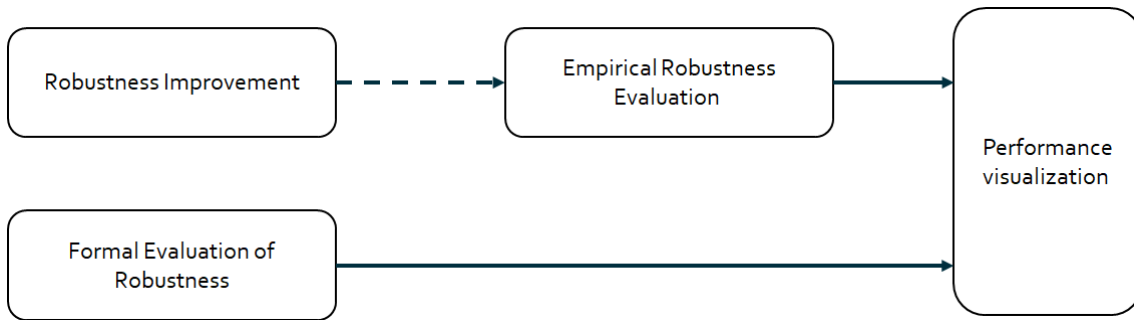 Robustness Improvement
Empirical Robustness
Evaluation
Performance
visualization
Formal Evaluation of
Robustness